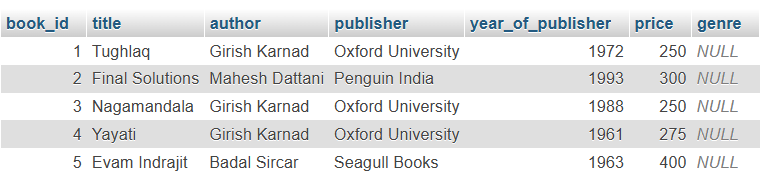 book_id title author publisher year_of_publisher price genre
1 Tughlaq Girish Karnad Oxford University 1972 250 NULL
2 Final Solutions Mahesh Dattani Penguin India 1993 300 NULL
3 Nagamandala Girish Karnad Oxford University 1988 250 NULL
4 Yayati Girish Karnad Oxford University 1961 275 NULL
5 Evam Indrajit Badal Sircar Seagull Books 1963 400 NULL